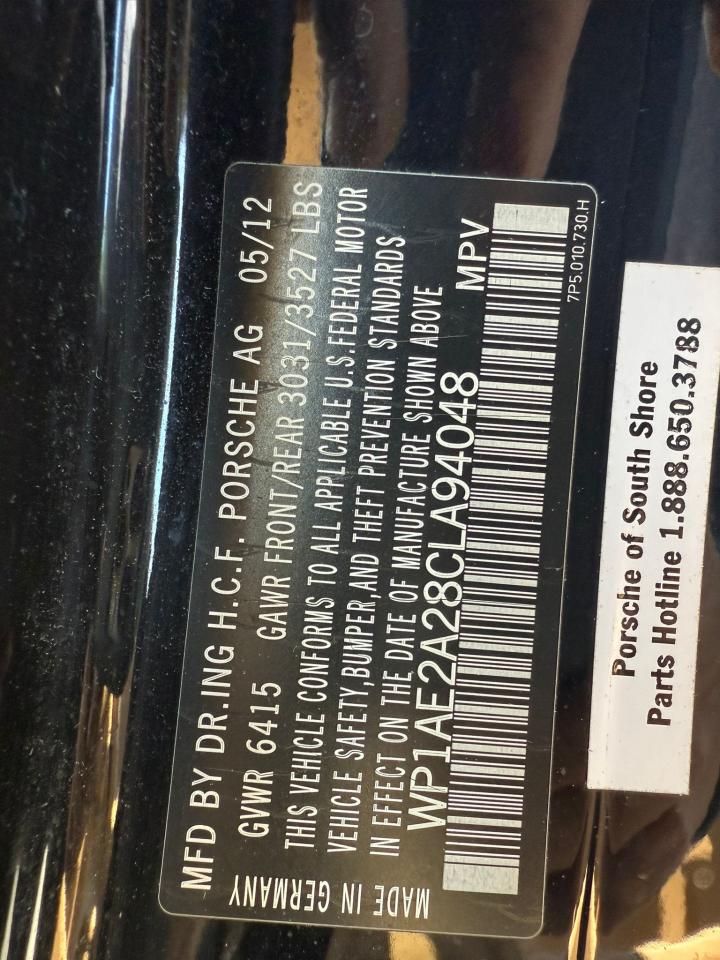 MFD BY DR.ING H.C.F. PORSCHE AG 05/12
GVWR 6415 GAWR FRONT/REAR 3031/3527 LBS
THIS VEHICLE CONFORMS TO ALL APPLICABLE U.S.FEDERAL MOTOR
VEHICLE SAFETY,BUMPER,AND THEFT PREVENTION STANDARDS
IN EFFECT ON THE DATE OF MANUFACTURE SHOWN ABOVE
WP1AE2A28CLA94048 MPV
MADE IN GERMANY
7P5.010.730.H
Porsche of South Shore
Parts Hotline 1.888.650.3788